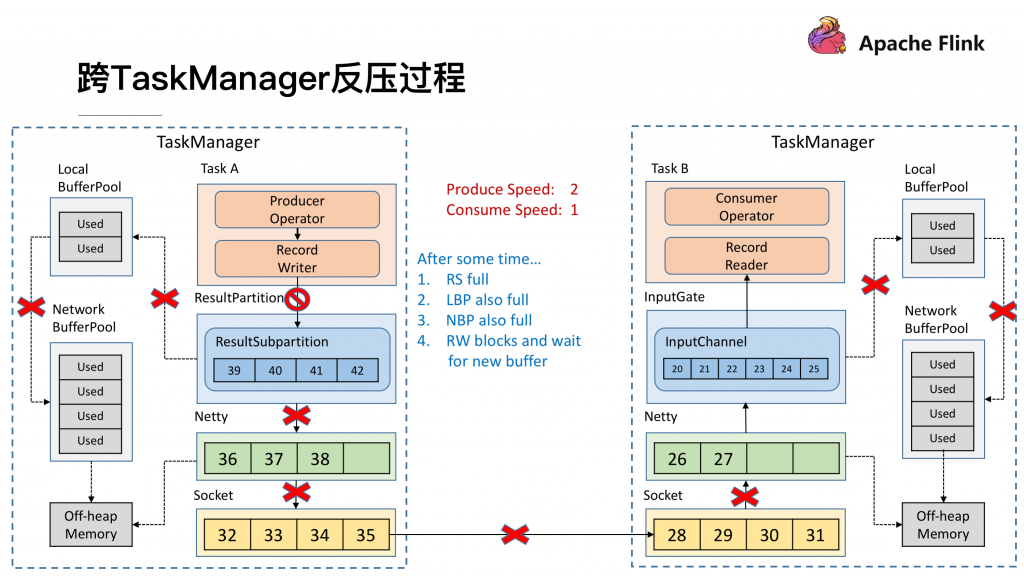 Apache Flink
跨TaskManager反压过程
TaskManager
Local
BufferPool
Used
Used
Network
BufferPool
Used
Used
Used
Used
Off-heap
Memory
Task A
Producer
Operator
Record
Writer
ResultPartition
ResultSubpartition
39 40 41 42
Netty
36 37 38
Socket
32 33 34 35
Produce Speed: 2
Consume Speed: 1
After some time...
1. RS full
2. LBP also full
3. NBP also full
4. RW blocks and wait
for new buffer
TaskManager
Task B
Consumer
Operator
Record
Reader
InputGate
InputChannel
20 21 22 23 24 25
Netty
26 27
Socket
28 29 30 31
Local
BufferPool
Used
Used
Network
BufferPool
Used
Used
Used
Used
Off-heap
Memory